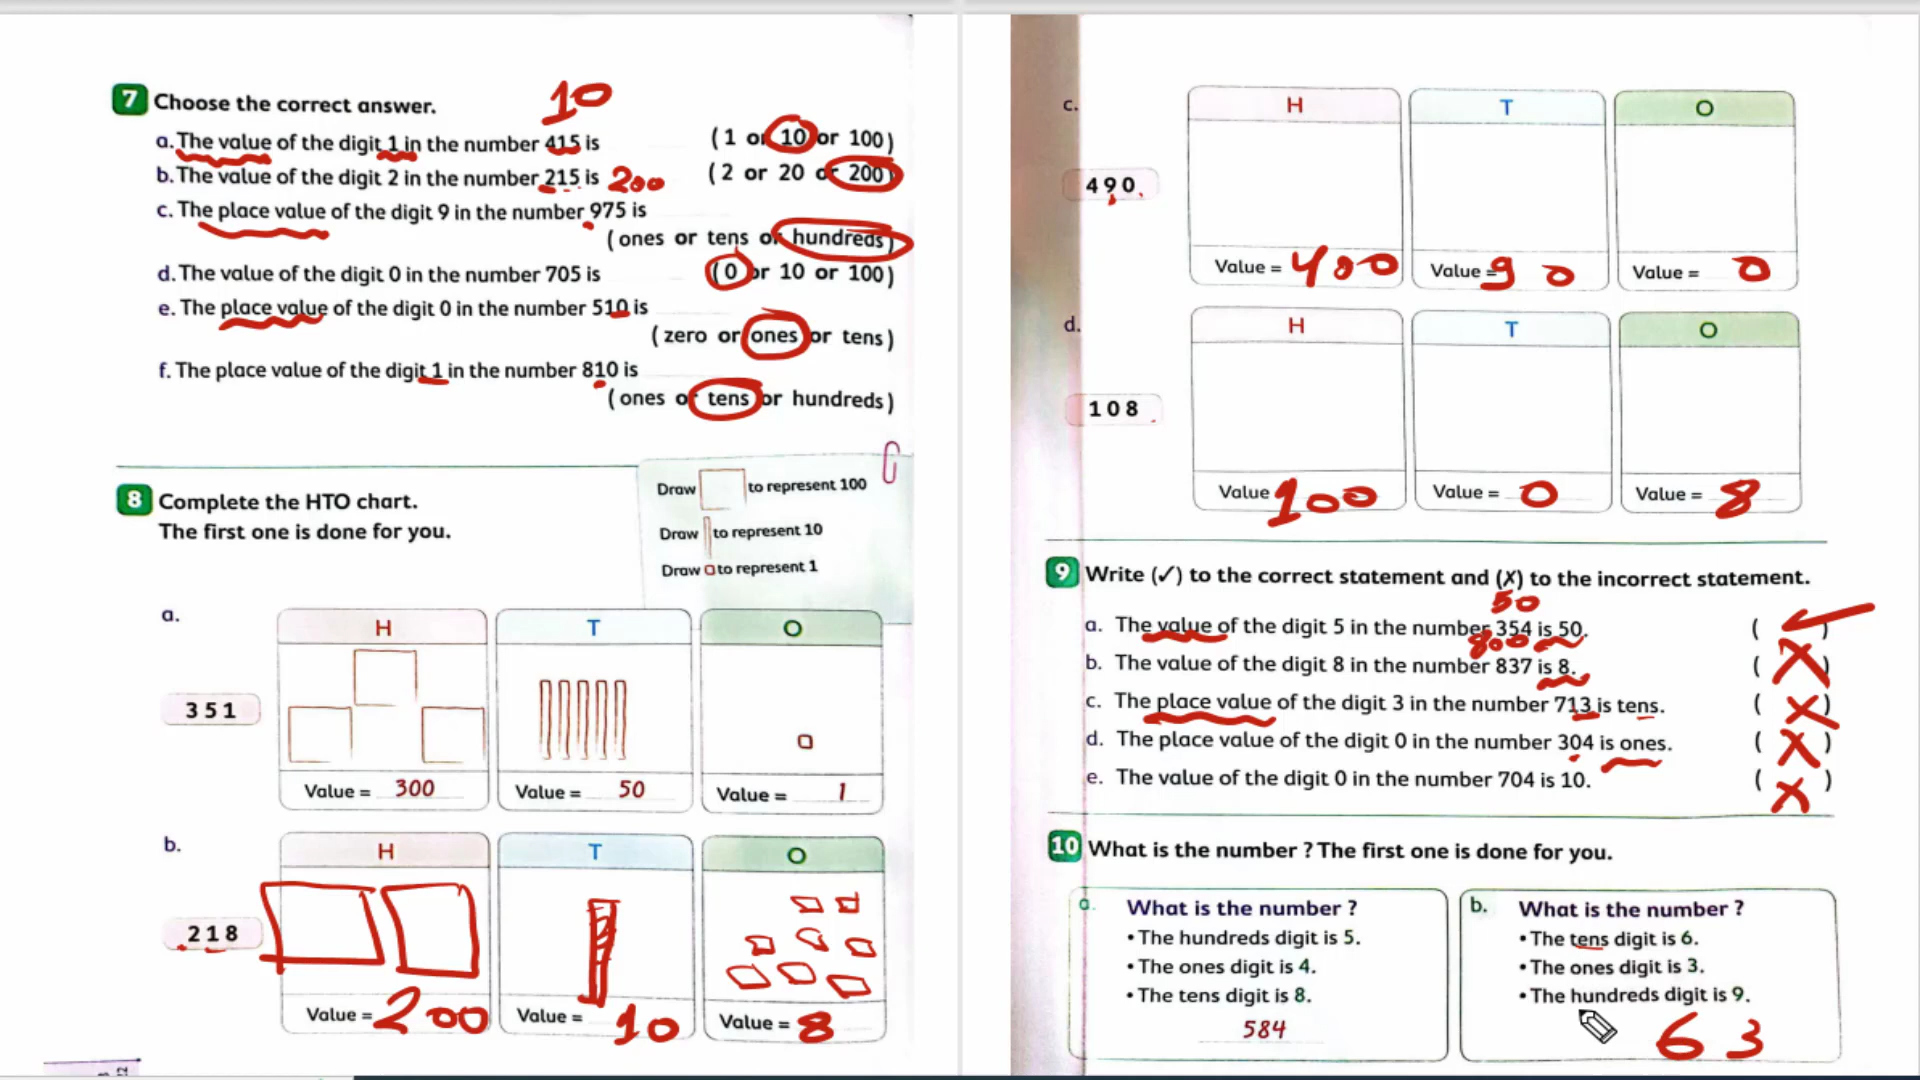 7 Choose the correct answer.
10
a. The value of the digit 1 in the number 415 is (1 or 10 or 100)
b. The value of the digit 2 in the number 215 is 200 (2 or 20 or 200)
c. The place value of the digit 9 in the number 975 is
(ones or tens or hundreds)
d. The value of the digit 0 in the number 705 is (0 or 10 or 100)
e. The place value of the digit 0 in the number 510 is
(zero or ones or tens)
f. The place value of the digit 1 in the number 810 is
(ones or tens or hundreds)
8 Complete the HTO chart.
The first one is done for you.
Draw to represent 100
Draw to represent 10
Draw to represent 1
a.
H T O
351
Value = 300 Value = 50 Value = 1
b.
H T O
218
Value = 200 Value = 10 Value = 8
c.
H T O
490
Value = 400 Value = 90 Value = 0
d.
H T O
108
Value 100 Value = 0 Value = 8
9 Write (✓) to the correct statement and (✗) to the incorrect statement.
50
a. The value of the digit 5 in the number 354 is 50. ( ✓ )
800
b. The value of the digit 8 in the number 837 is 8. ( X )
c. The place value of the digit 3 in the number 713 is tens. ( X )
d. The place value of the digit 0 in the number 304 is ones. ( X )
e. The value of the digit 0 in the number 704 is 10. ( X )
10 What is the number ? The first one is done for you.
a. What is the number ?
• The hundreds digit is 5.
• The ones digit is 4.
• The tens digit is 8.
584
b. What is the number ?
• The tens digit is 6.
• The ones digit is 3.
• The hundreds digit is 9.
63